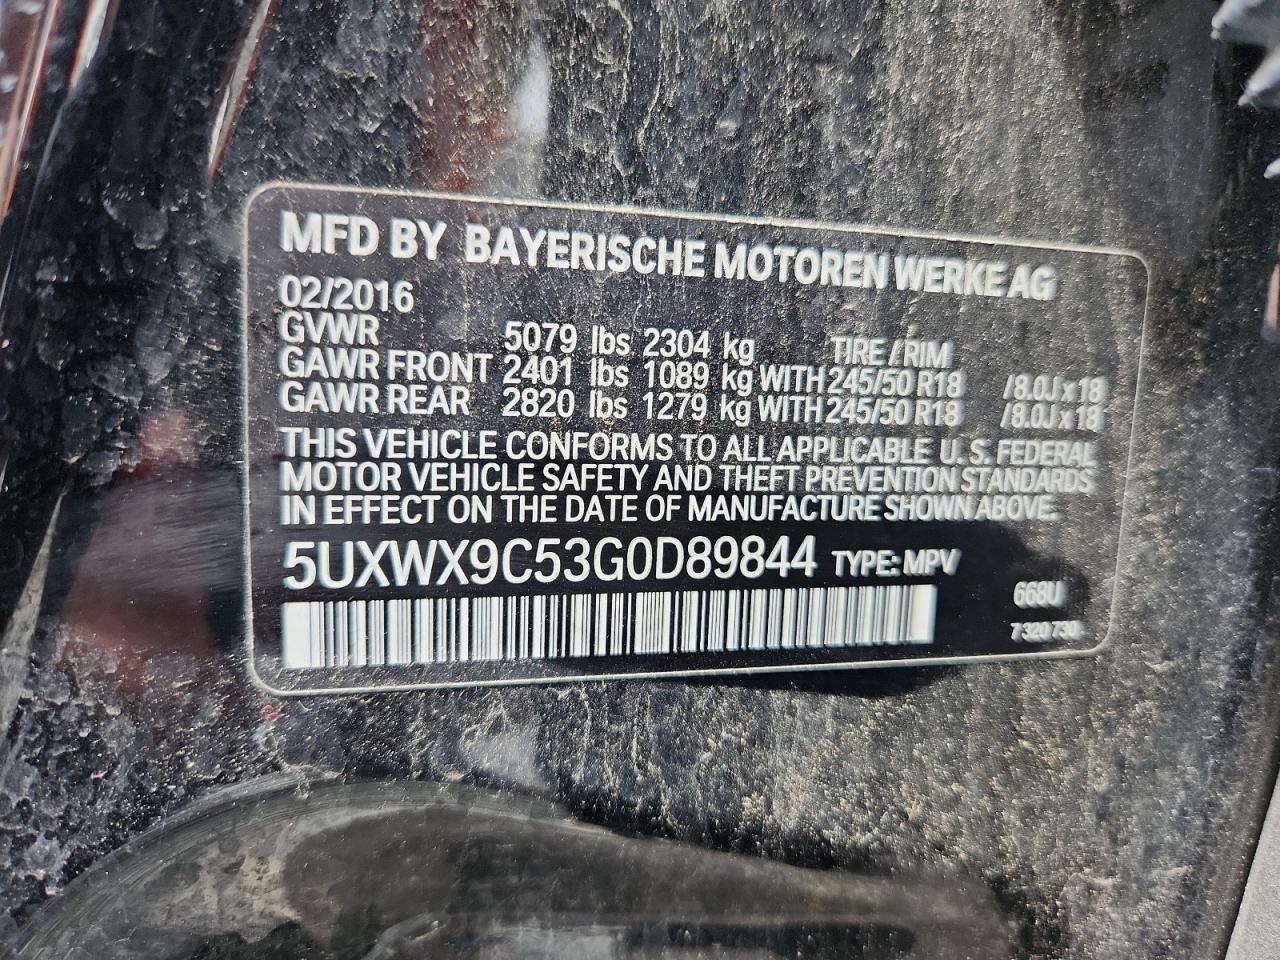 MFD BY BAYERISCHE MOTOREN WERKE AG
02/2016
GVWR 5079 lbs 2304 kg TIRE / RIM
GAWR FRONT 2401 lbs 1089 kg WITH 245/50 R18 / 8.0J x 18
GAWR REAR 2820 lbs 1279 kg WITH 245/50 R18 / 8.0J x 18
THIS VEHICLE CONFORMS TO ALL APPLICABLE U.S. FEDERAL
MOTOR VEHICLE SAFETY AND THEFT PREVENTION STANDARDS
IN EFFECT ON THE DATE OF MANUFACTURE SHOWN ABOVE.
5UXWX9C53G0D89844 TYPE: MPV
668U
7 320 730